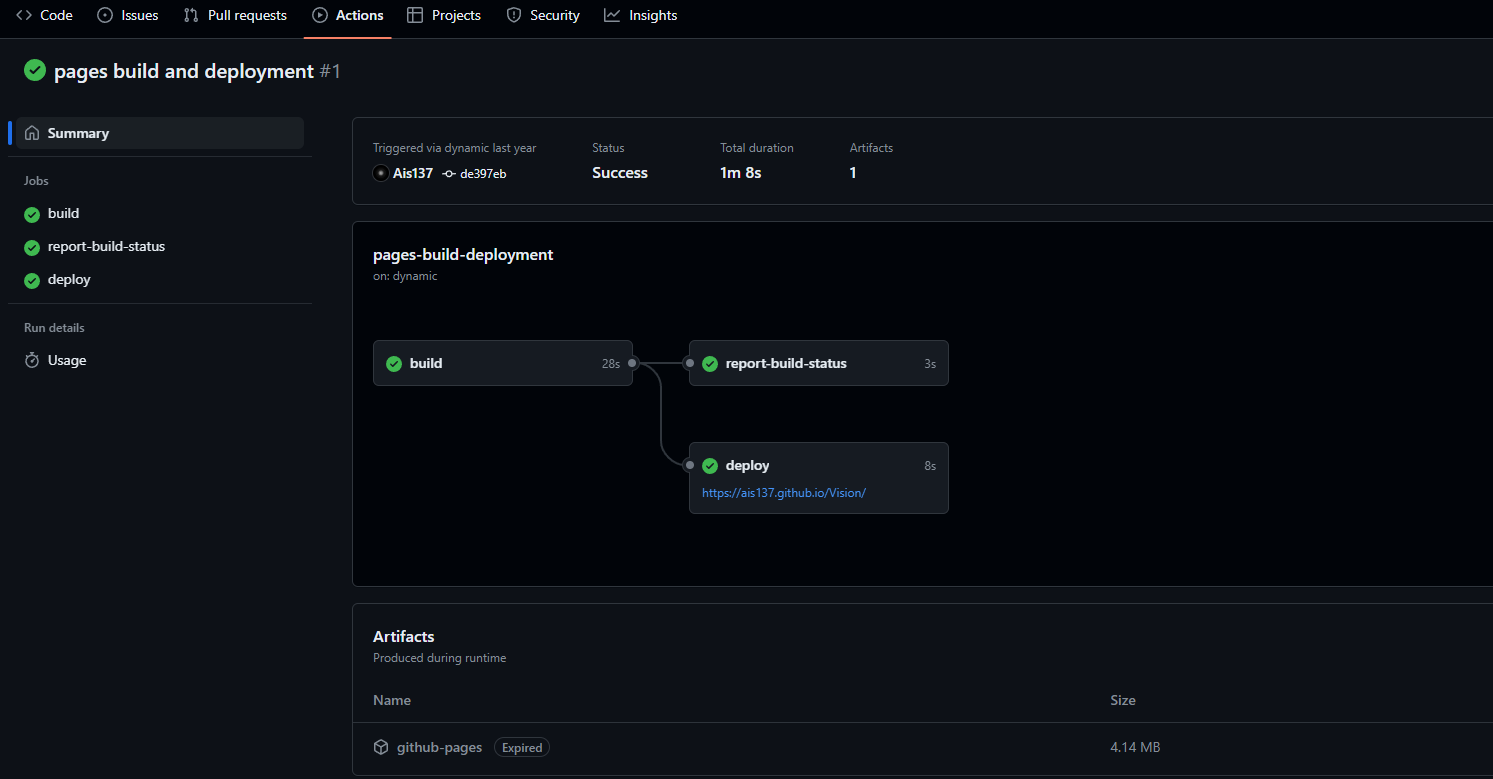 Code Issues Pull requests Actions Projects Security Insights
pages build and deployment #1
Summary
Jobs
build
report-build-status
deploy
Run details
Usage
Triggered via dynamic last year
Ais137 de397eb
Status
Success
Total duration
1m 8s
Artifacts
1
pages-build-deployment
on: dynamic
build 28s
report-build-status 3s
deploy 8s
https://ais137.github.io/Vision/
Artifacts
Produced during runtime
Name Size
github-pages Expired 4.14 MB